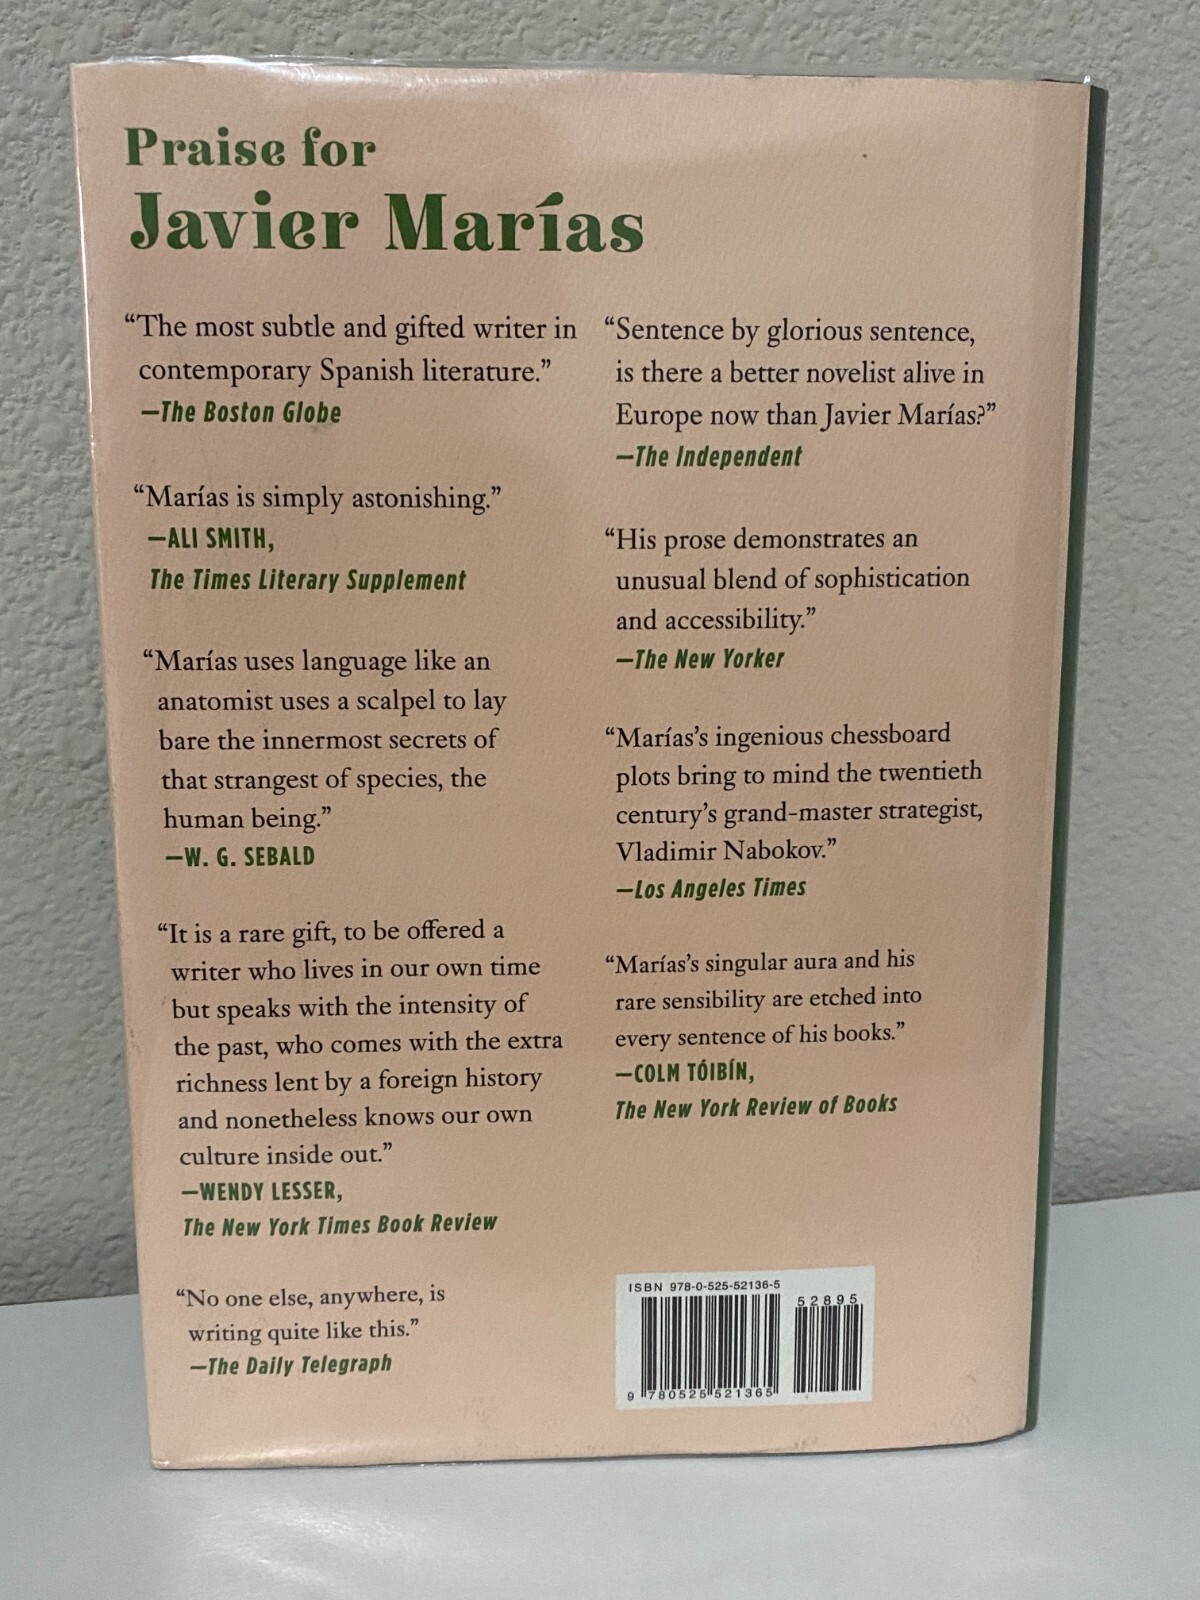 Praise for
Javier Marías
“The most subtle and gifted writer in
contemporary Spanish literature.”
—The Boston Globe
“Marías is simply astonishing.”
—ALI SMITH,
The Times Literary Supplement
“Marías uses language like an
anatomist uses a scalpel to lay
bare the innermost secrets of
that strangest of species, the
human being.”
—W. G. SEBALD
“It is a rare gift, to be offered a
writer who lives in our own time
but speaks with the intensity of
the past, who comes with the extra
richness lent by a foreign history
and nonetheless knows our own
culture inside out.”
—WENDY LESSER,
The New York Times Book Review
“No one else, anywhere, is
writing quite like this.”
—The Daily Telegraph
“Sentence by glorious sentence,
is there a better novelist alive in
Europe now than Javier Marías?”
—The Independent
“His prose demonstrates an
unusual blend of sophistication
and accessibility.”
—The New Yorker
“Marías’s ingenious chessboard
plots bring to mind the twentieth
century’s grand-master strategist,
Vladimir Nabokov.”
—Los Angeles Times
“Marías’s singular aura and his
rare sensibility are etched into
every sentence of his books.”
—COLM TÓIBÍN,
The New York Review of Books
ISBN 978-0-525-52136-5
52895
9 780525 521365